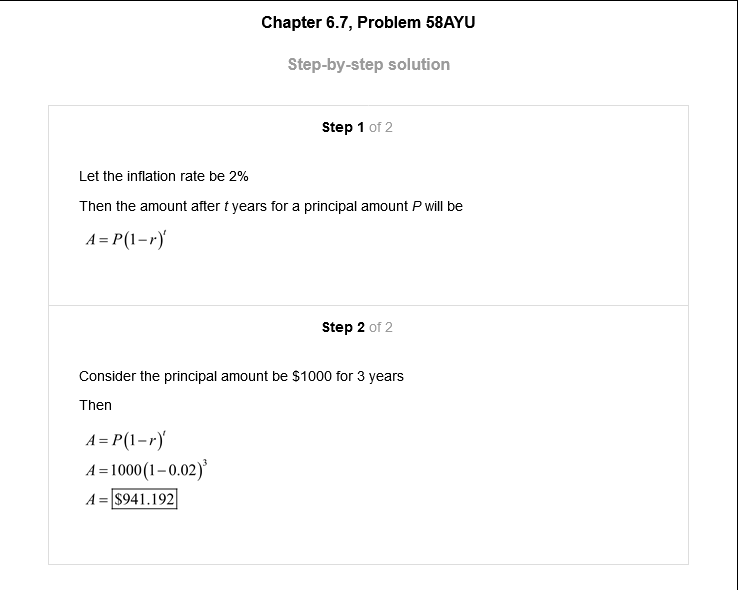 Chapter 6.7, Problem 58AYU
Step-by-step solution
Step 1 of 2
Let the inflation rate be 2%
Then the amount after t years for a principal amount P will be
A = P(1−r)^t
Step 2 of 2
Consider the principal amount be $1000 for 3 years
Then
A = P(1−r)^t
A = 1000(1−0.02)^3
A = $941.192